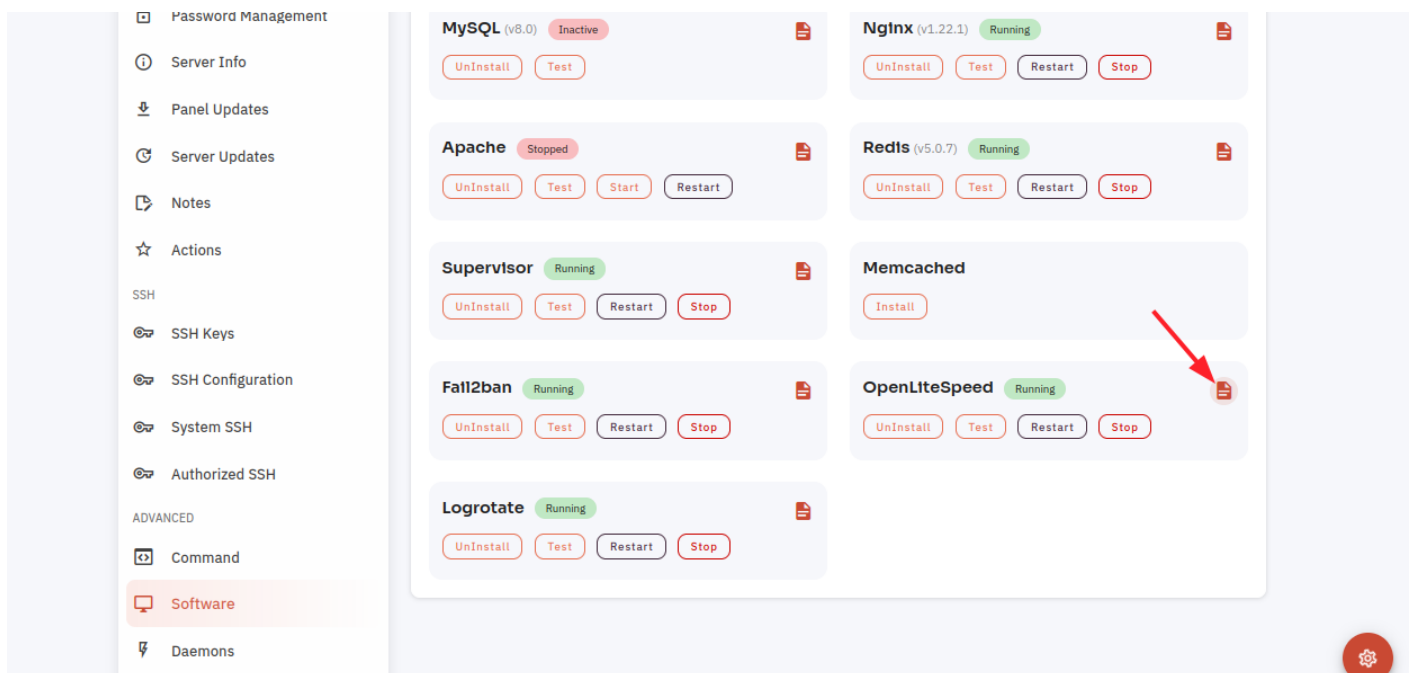 Password Management
Server Info
Panel Updates
Server Updates
Notes
Actions
SSH
SSH Keys
SSH Configuration
System SSH
Authorized SSH
ADVANCED
Command
Software
Daemons
MySQL (v8.0) Inactive
UnInstall Test
Nginx (v1.22.1) Running
UnInstall Test Restart Stop
Apache Stopped
UnInstall Test Start Restart
Redis (v5.0.7) Running
UnInstall Test Restart Stop
Supervisor Running
UnInstall Test Restart Stop
Memcached
Install
Fail2ban Running
UnInstall Test Restart Stop
OpenLiteSpeed Running
UnInstall Test Restart Stop
Logrotate Running
UnInstall Test Restart Stop